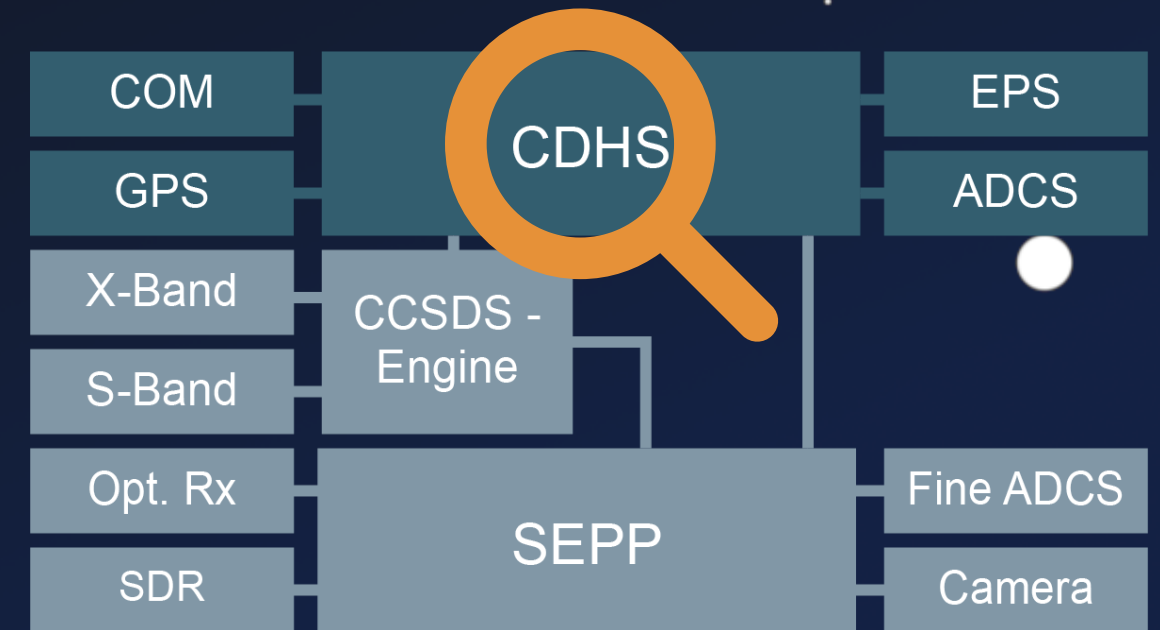 COM
CDHS
EPS
GPS
ADCS
X-Band
CCSDS -
Engine
S-Band
Opt. Rx
SEPP
Fine ADCS
SDR
Camera